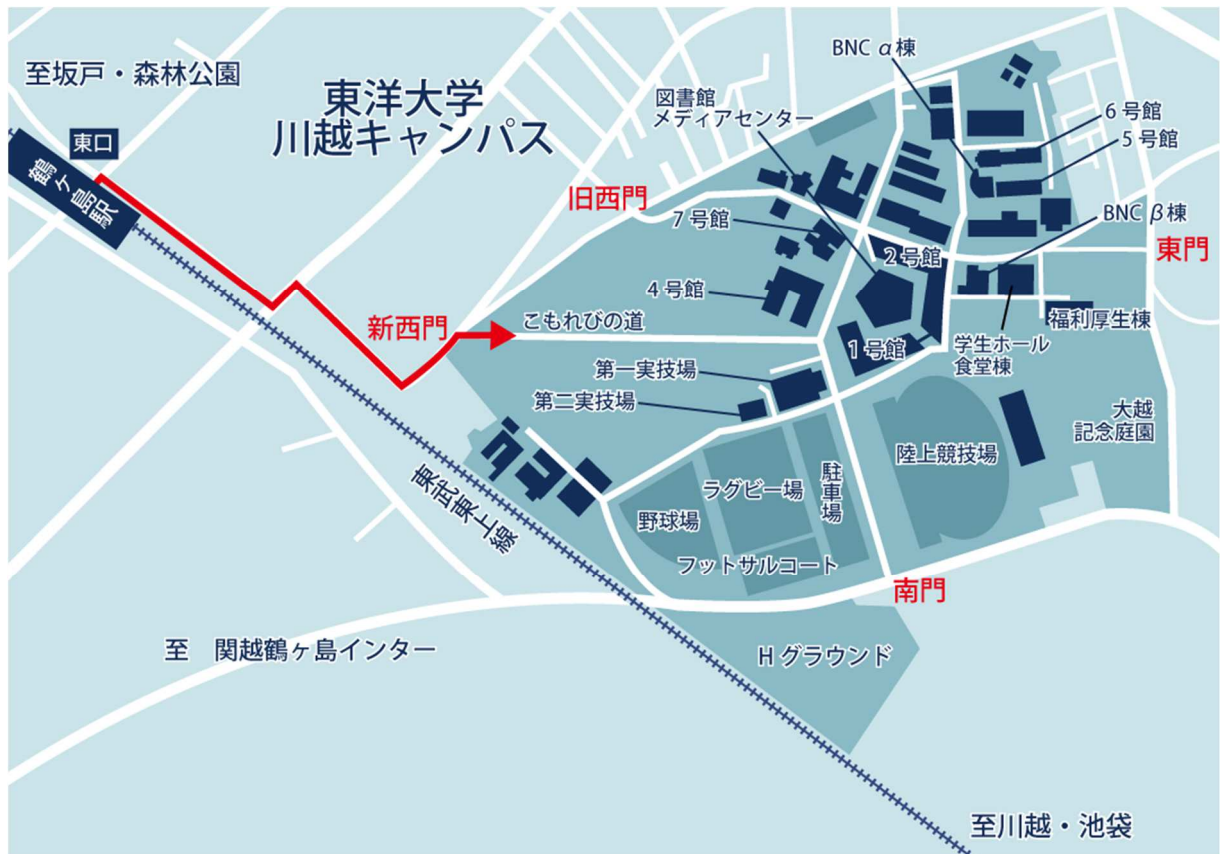 至坂戸・森林公園
東洋大学
川越キャンパス
東口
鶴ヶ島駅
BNC α棟
図書館
メディアセンター
6 号館
5 号館
旧西門
7 号館
BNC β棟
2 号館
東門
4 号館
新西門
こもれびの道
福利厚生棟
1 号館
学生ホール
食堂棟
第一実技場
第二実技場
大越
記念庭園
陸上競技場
ラグビー場
駐車場
野球場
東武東上線
フットサルコート
南門
至　関越鶴ヶ島インター
H グラウンド
至川越・池袋